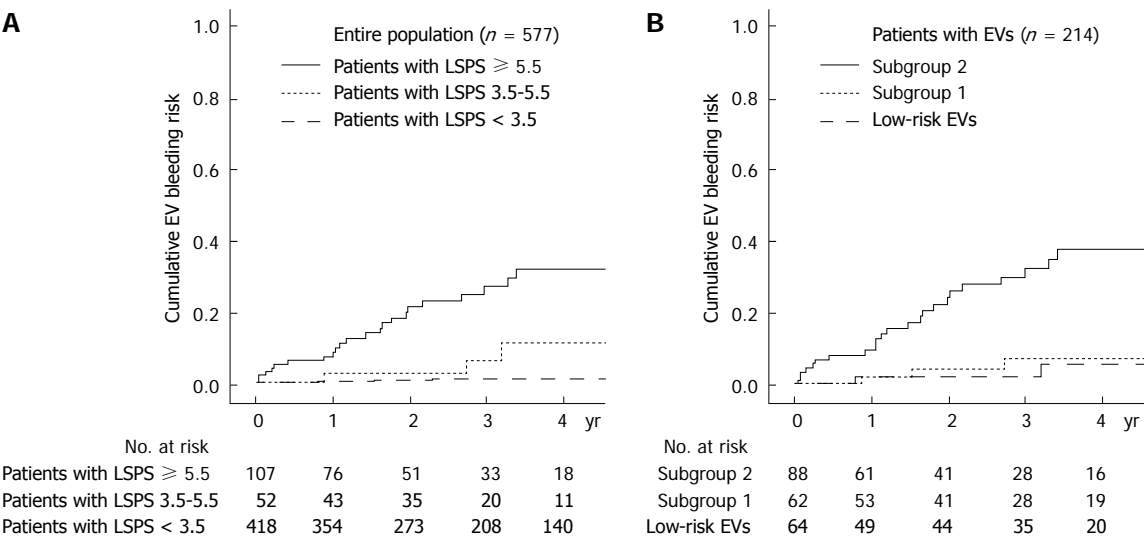 A
Entire population (n = 577)
Patients with LSPS ⩾ 5.5
Patients with LSPS 3.5-5.5
Patients with LSPS < 3.5
Cumulative EV bleeding risk
1.0
0.8
0.6
0.4
0.2
0.0
0 1 2 3 4 yr
No. at risk
Patients with LSPS ⩾ 5.5 107 76 51 33 18
Patients with LSPS 3.5-5.5 52 43 35 20 11
Patients with LSPS < 3.5 418 354 273 208 140
B
Patients with EVs (n = 214)
Subgroup 2
Subgroup 1
Low-risk EVs
Cumulative EV bleeding risk
1.0
0.8
0.6
0.4
0.2
0.0
0 1 2 3 4 yr
No. at risk
Subgroup 2 88 61 41 28 16
Subgroup 1 62 53 41 28 19
Low-risk EVs 64 49 44 35 20